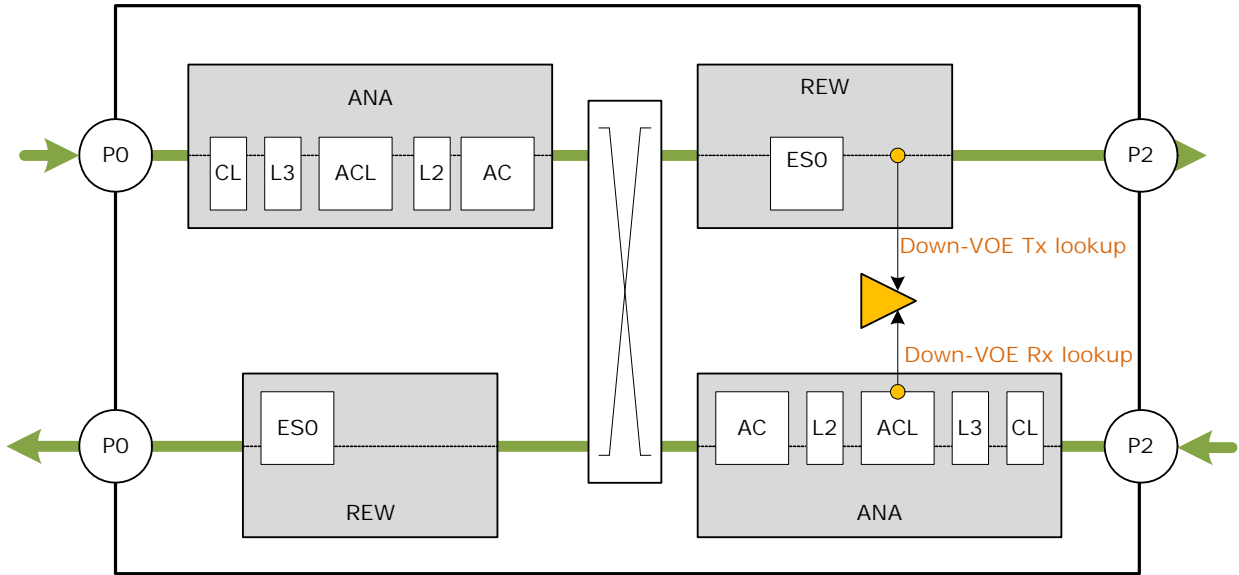 ANA
REW
P0
CL
L3
ACL
L2
AC
ES0
P2
Down-VOE Tx lookup
Down-VOE Rx lookup
P0
ES0
AC
L2
ACL
L3
CL
P2
REW
ANA